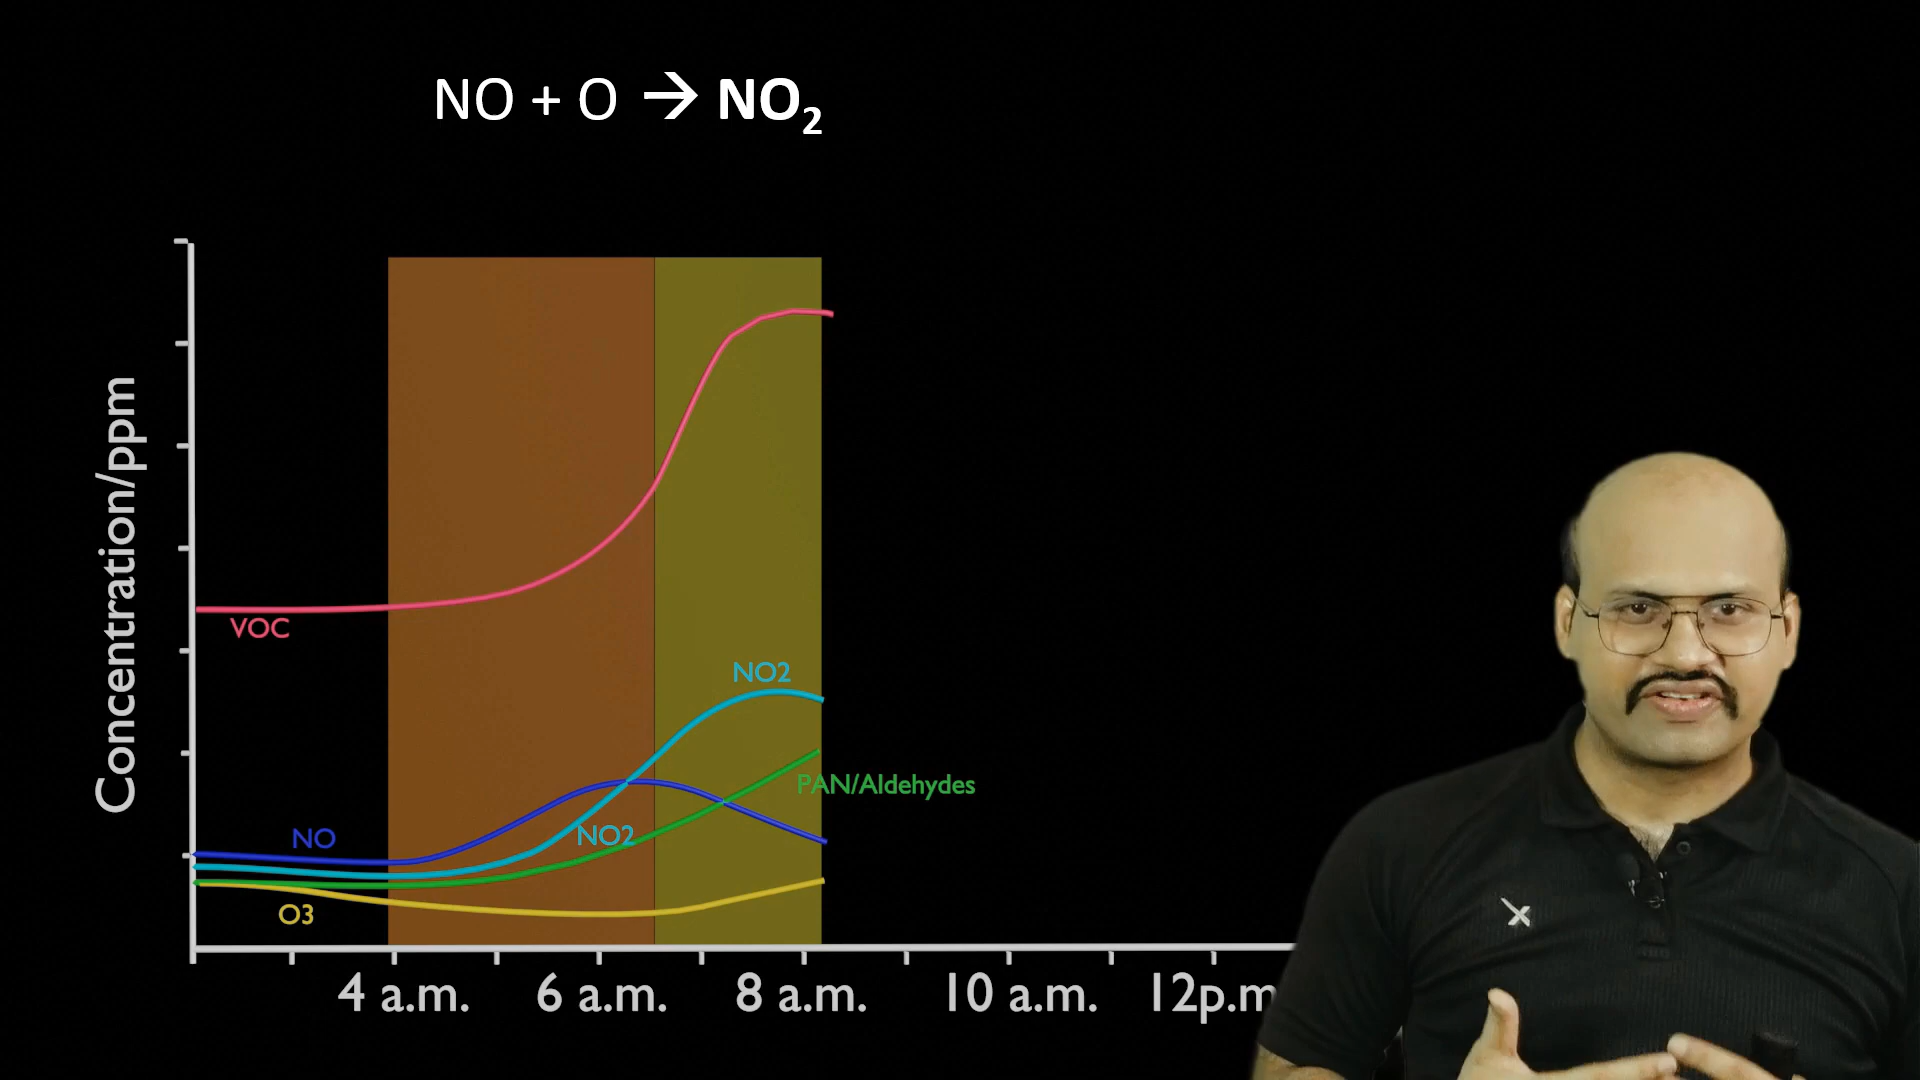 NO + O → NO₂
Concentration/ppm
VOC
NO2
PAN/Aldehydes
NO
NO2
O3
4 a.m.
6 a.m.
8 a.m.
10 a.m.
12p.m